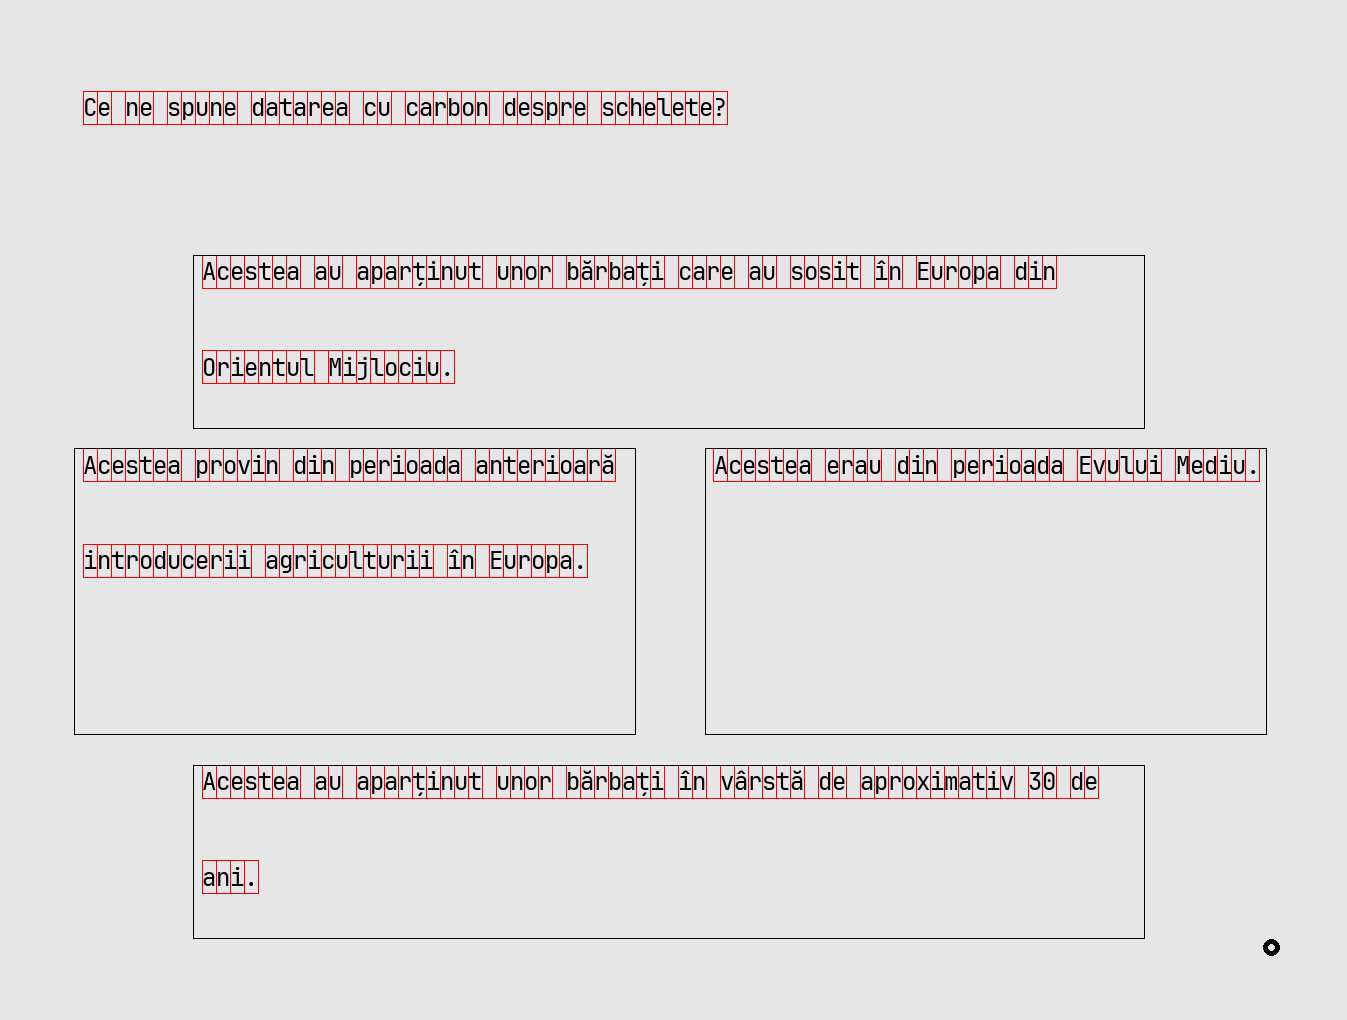 Ce ne spune datarea cu carbon despre schelete?
Acestea au aparținut unor bărbați care au sosit în Europa din
Orientul Mijlociu.
Acestea provin din perioada anterioară
introducerii agriculturii în Europa.
Acestea erau din perioada Evului Mediu.
Acestea au aparținut unor bărbați în vârstă de aproximativ 30 de
ani.